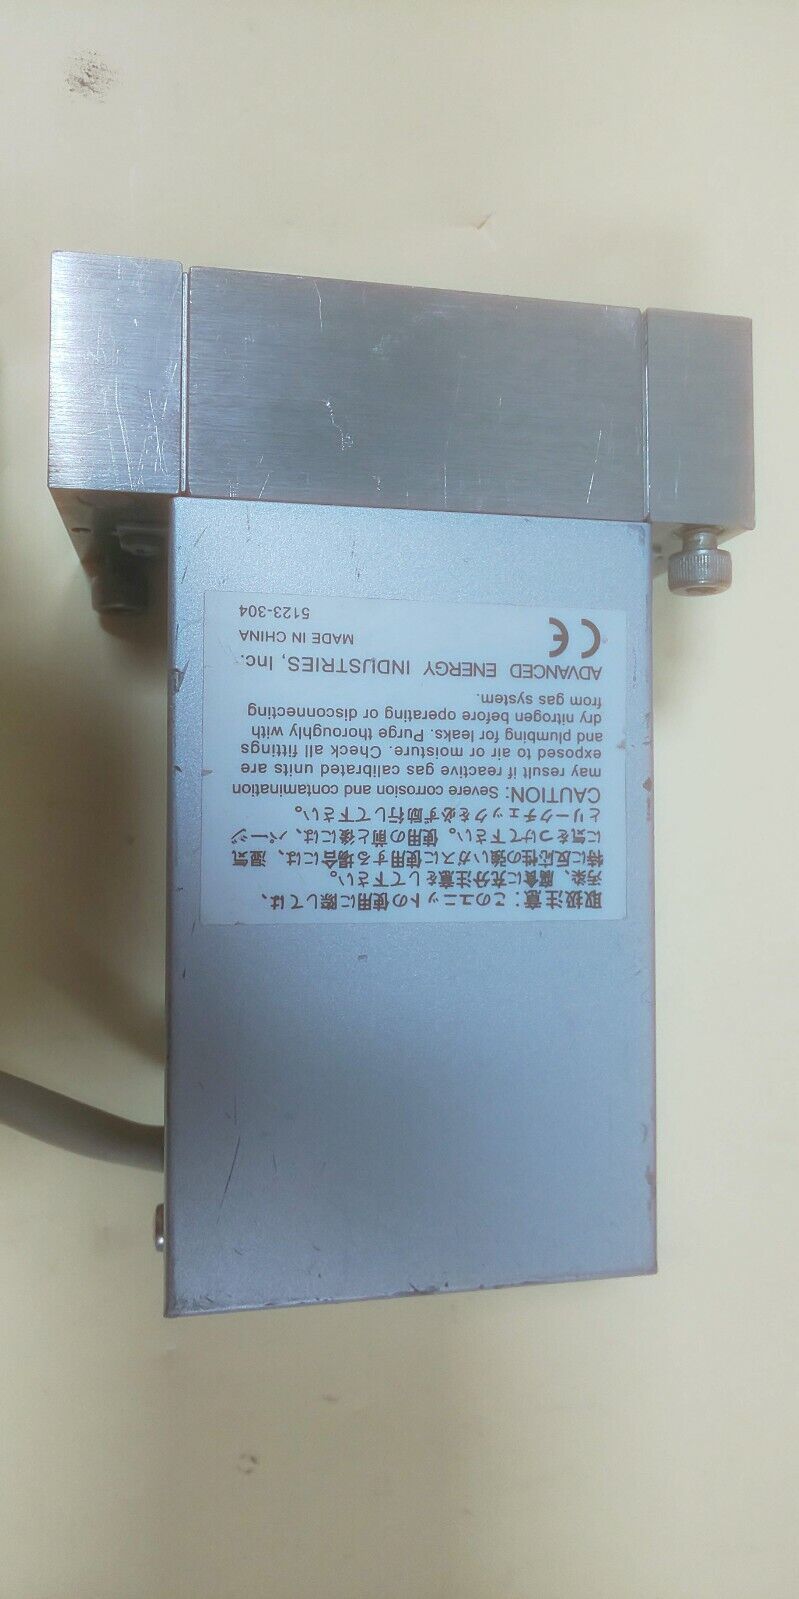 取扱注意：このユニットの使用に際しては、
汚染、腐食に充分注意をして下さい。
特に反応性の強いガスに使用する場合には、湿気
に気をつけて下さい。使用の前と後には、パージ
とリークチェックを必ず励行して下さい。
CAUTION: Severe corrosion and contamination
may result if reactive gas calibrated units are
exposed to air or moisture. Check all fittings
and plumbing for leaks. Purge thoroughly with
dry nitrogen before operating or disconnecting
from gas system.
ADVANCED ENERGY INDUSTRIES, Inc.
CE MADE IN CHINA
5123-304